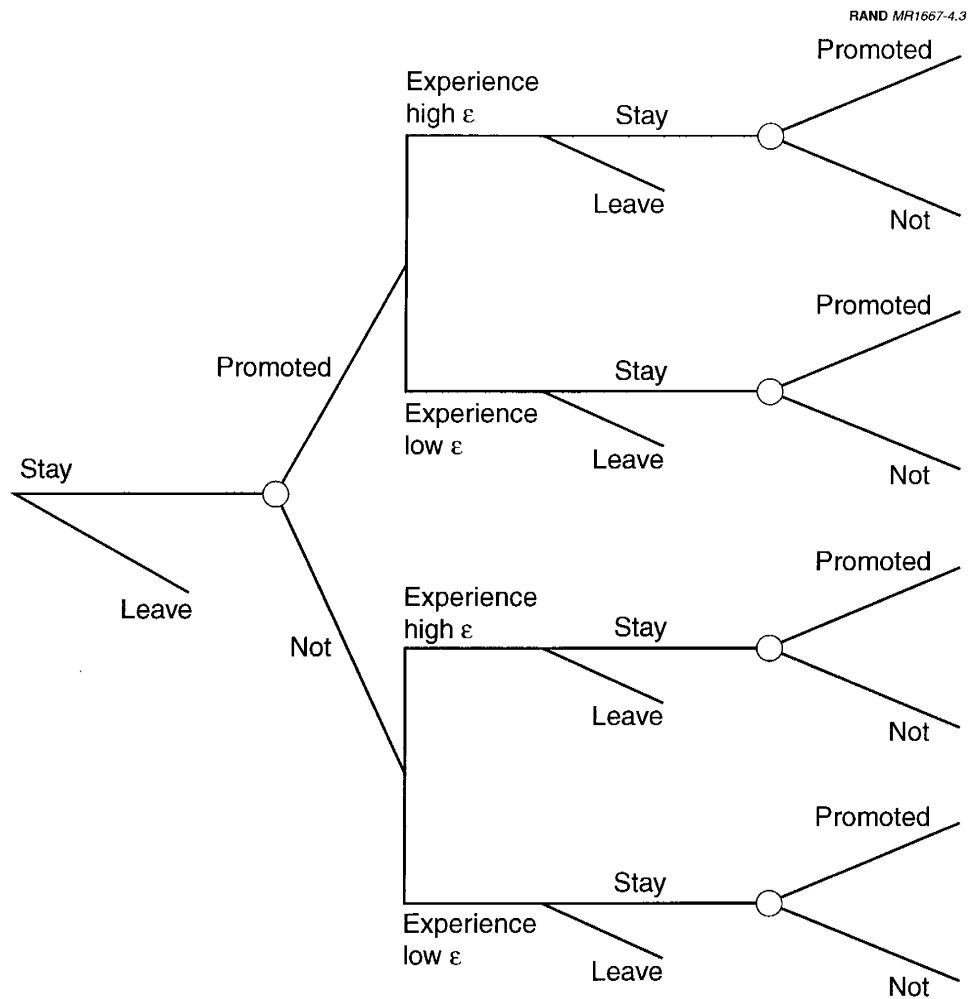 RAND MR1667-4.3
Promoted
Experience
high ε
Stay
Leave
Not
Promoted
Promoted
Stay
Experience
low ε
Leave
Not
Stay
Leave
Promoted
Experience
high ε
Stay
Not
Leave
Not
Promoted
Stay
Experience
low ε
Leave
Not